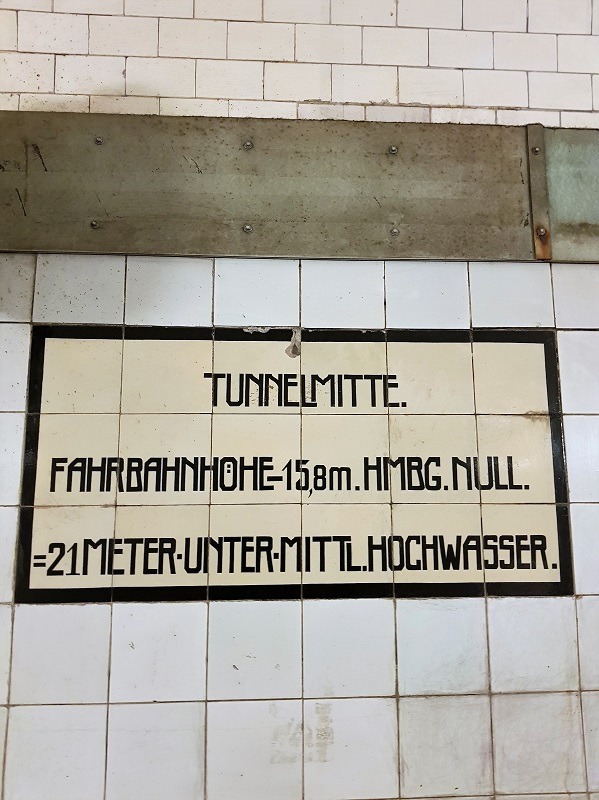 TUNNELMITTE.
FAHRBAHNHÖHE-15,8m.HMBG.NULL.
=21METER-UNTER-MITTL.HOCHWASSER.